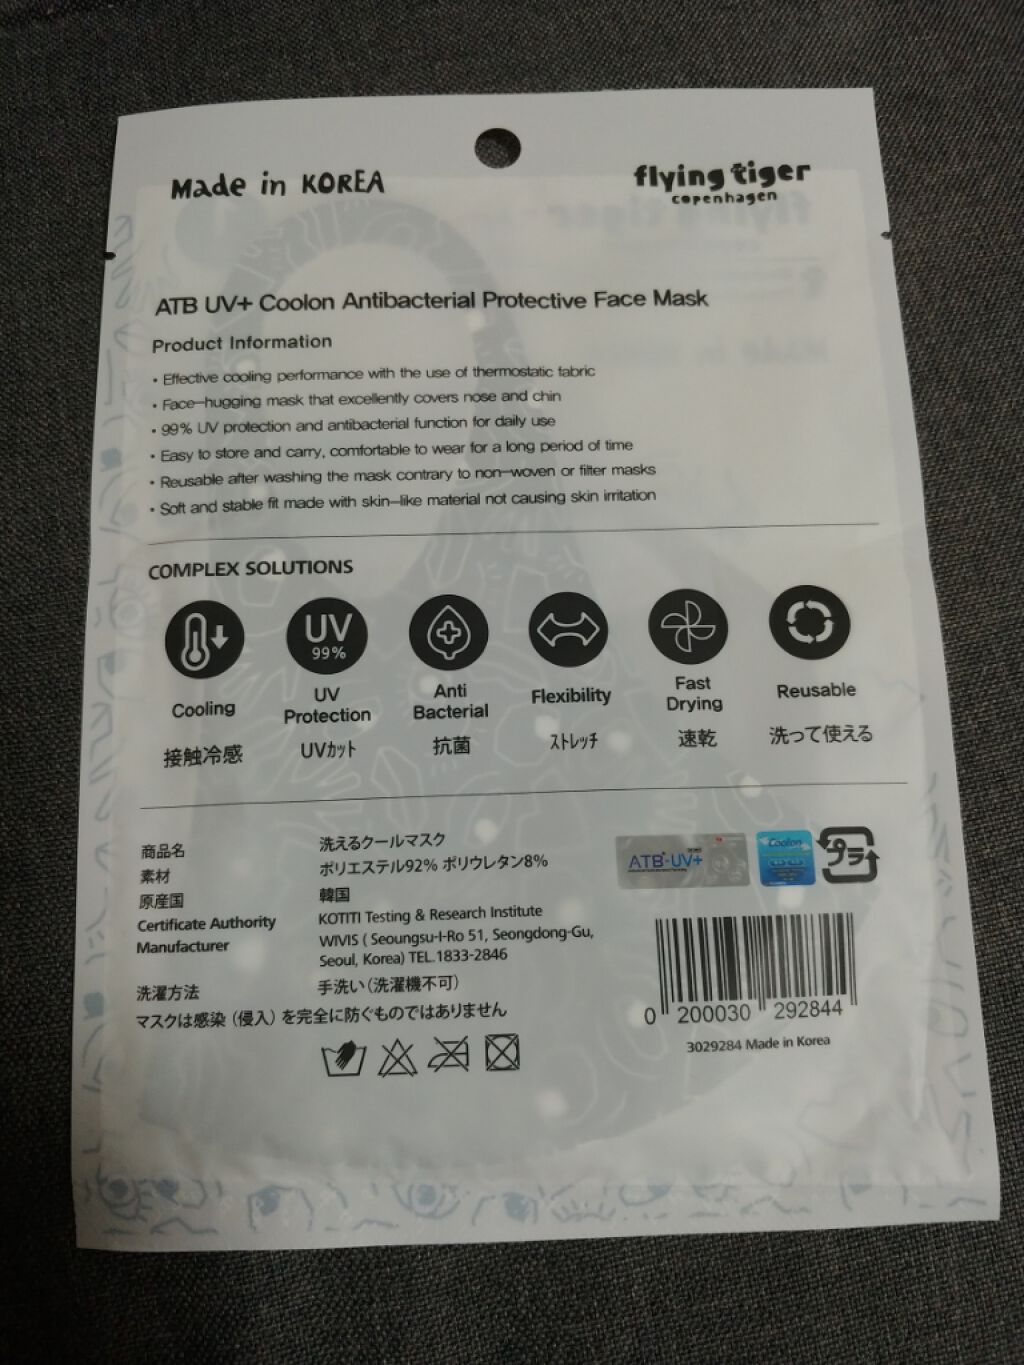 Made in KOREA
flying tiger
copenhagen
ATB UV+ Coolon Antibacterial Protective Face Mask
Product Information
• Effective cooling performance with the use of thermostatic fabric
• Face-hugging mask that excellently covers nose and chin
• 99% UV protection and antibacterial function for daily use
• Easy to store and carry, comfortable to wear for a long period of time
• Reusable after washing the mask contrary to non-woven or filter masks
• Soft and stable fit made with skin-like material not causing skin irritation
COMPLEX SOLUTIONS
UV
99%
Cooling
接触冷感
UV
Protection
UVカット
Anti
Bacterial
抗菌
Flexibility
ストレッチ
Fast
Drying
速乾
Reusable
洗って使える
商品名 洗えるクールマスク
素材 ポリエステル92% ポリウレタン8%
原産国 韓国
Certificate Authority KOTITI Testing & Research Institute
Manufacturer WIVIS ( Seoungsu-I-Ro 51, Seongdong-Gu,
Seoul, Korea) TEL.1833-2846
洗濯方法 手洗い（洗濯機不可）
マスクは感染（侵入）を完全に防ぐものではありません
ATB-UV+
Coolon
プラ
0 200030 292844
3029284 Made in Korea